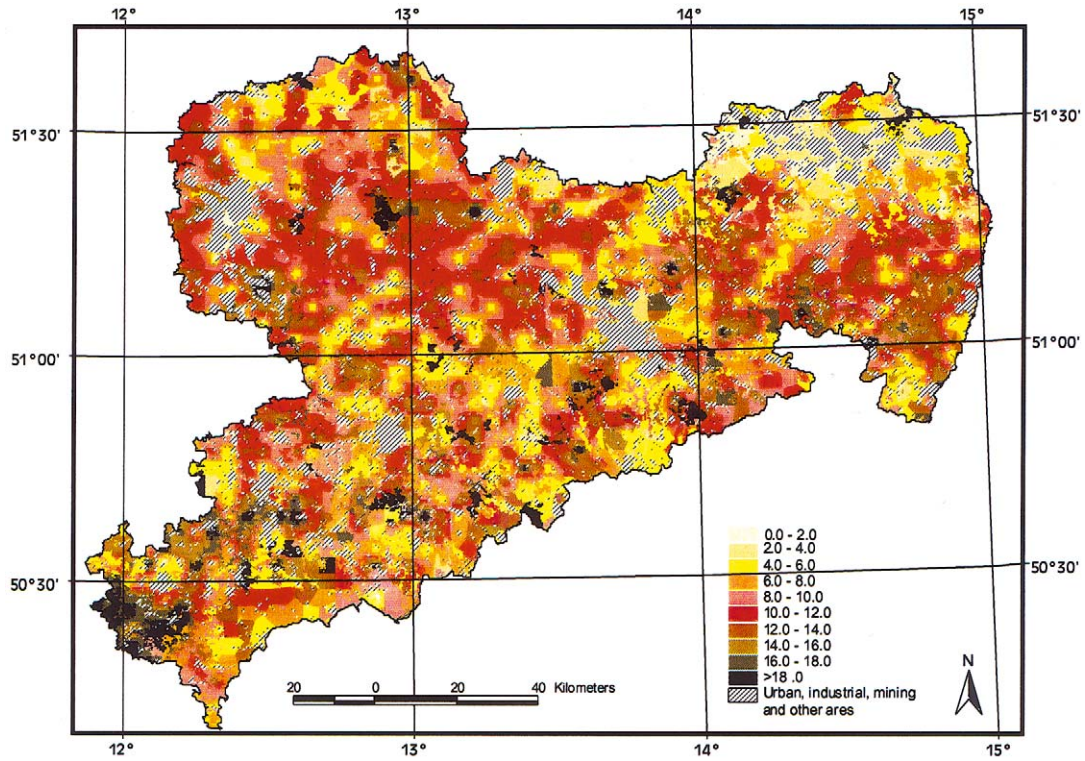 12° 13° 14° 15°
51°30' 51°30'
51°00' 51°00'
50°30' 50°30'
0.0 - 2.0
2.0 - 4.0
4.0 - 6.0
6.0 - 8.0
8.0 - 10.0
10.0 - 12.0
12.0 - 14.0
14.0 - 16.0
16.0 - 18.0
>18 .0
Urban, industrial, mining
and other ares
N
20 0 20 40 Kilometers
12° 13° 14° 15°